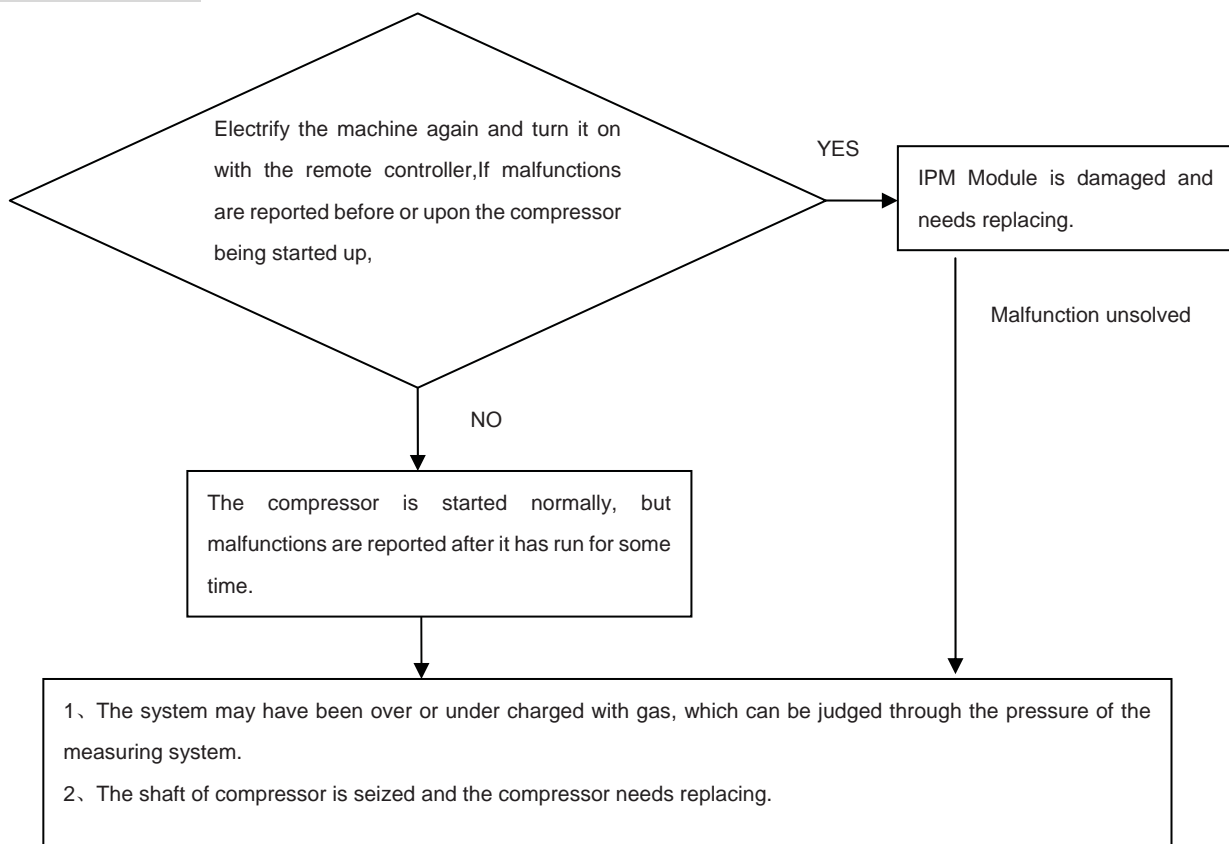 Electrify the machine again and turn it on
with the remote controller,If malfunctions
are reported before or upon the compressor
being started up,
YES
IPM Module is damaged and
needs replacing.
Malfunction unsolved
NO
The compressor is started normally, but
malfunctions are reported after it has run for some
time.
1、The system may have been over or under charged with gas, which can be judged through the pressure of the
measuring system.
2、The shaft of compressor is seized and the compressor needs replacing.